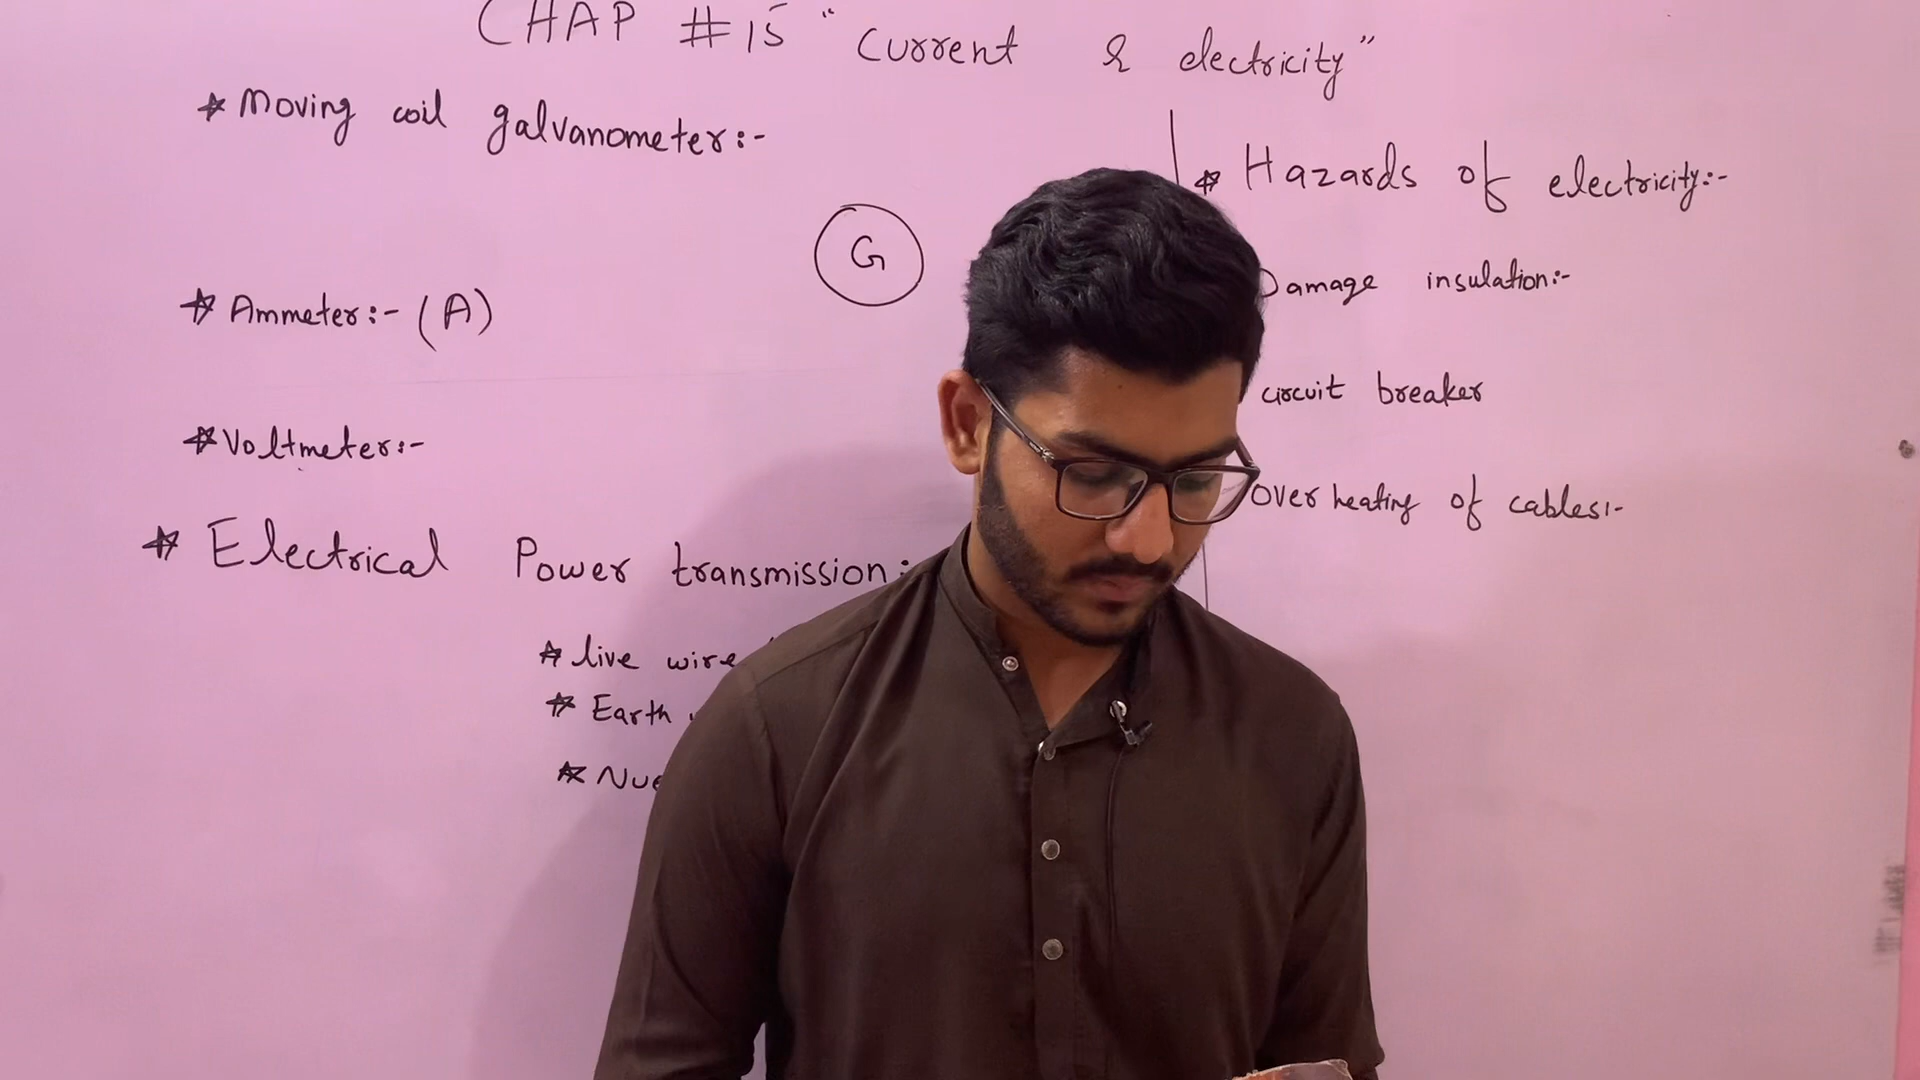 CHAP #15 "Current & electricity"
* Moving coil galvanometer:-
G
* Ammeter:- (A)
* Voltmeter:-
* Electrical Power transmission:
* live wire
* Earth
* Nue
* Hazards of electricity:-
Damage insulation:-
circuit breaker
Over heating of cables:-